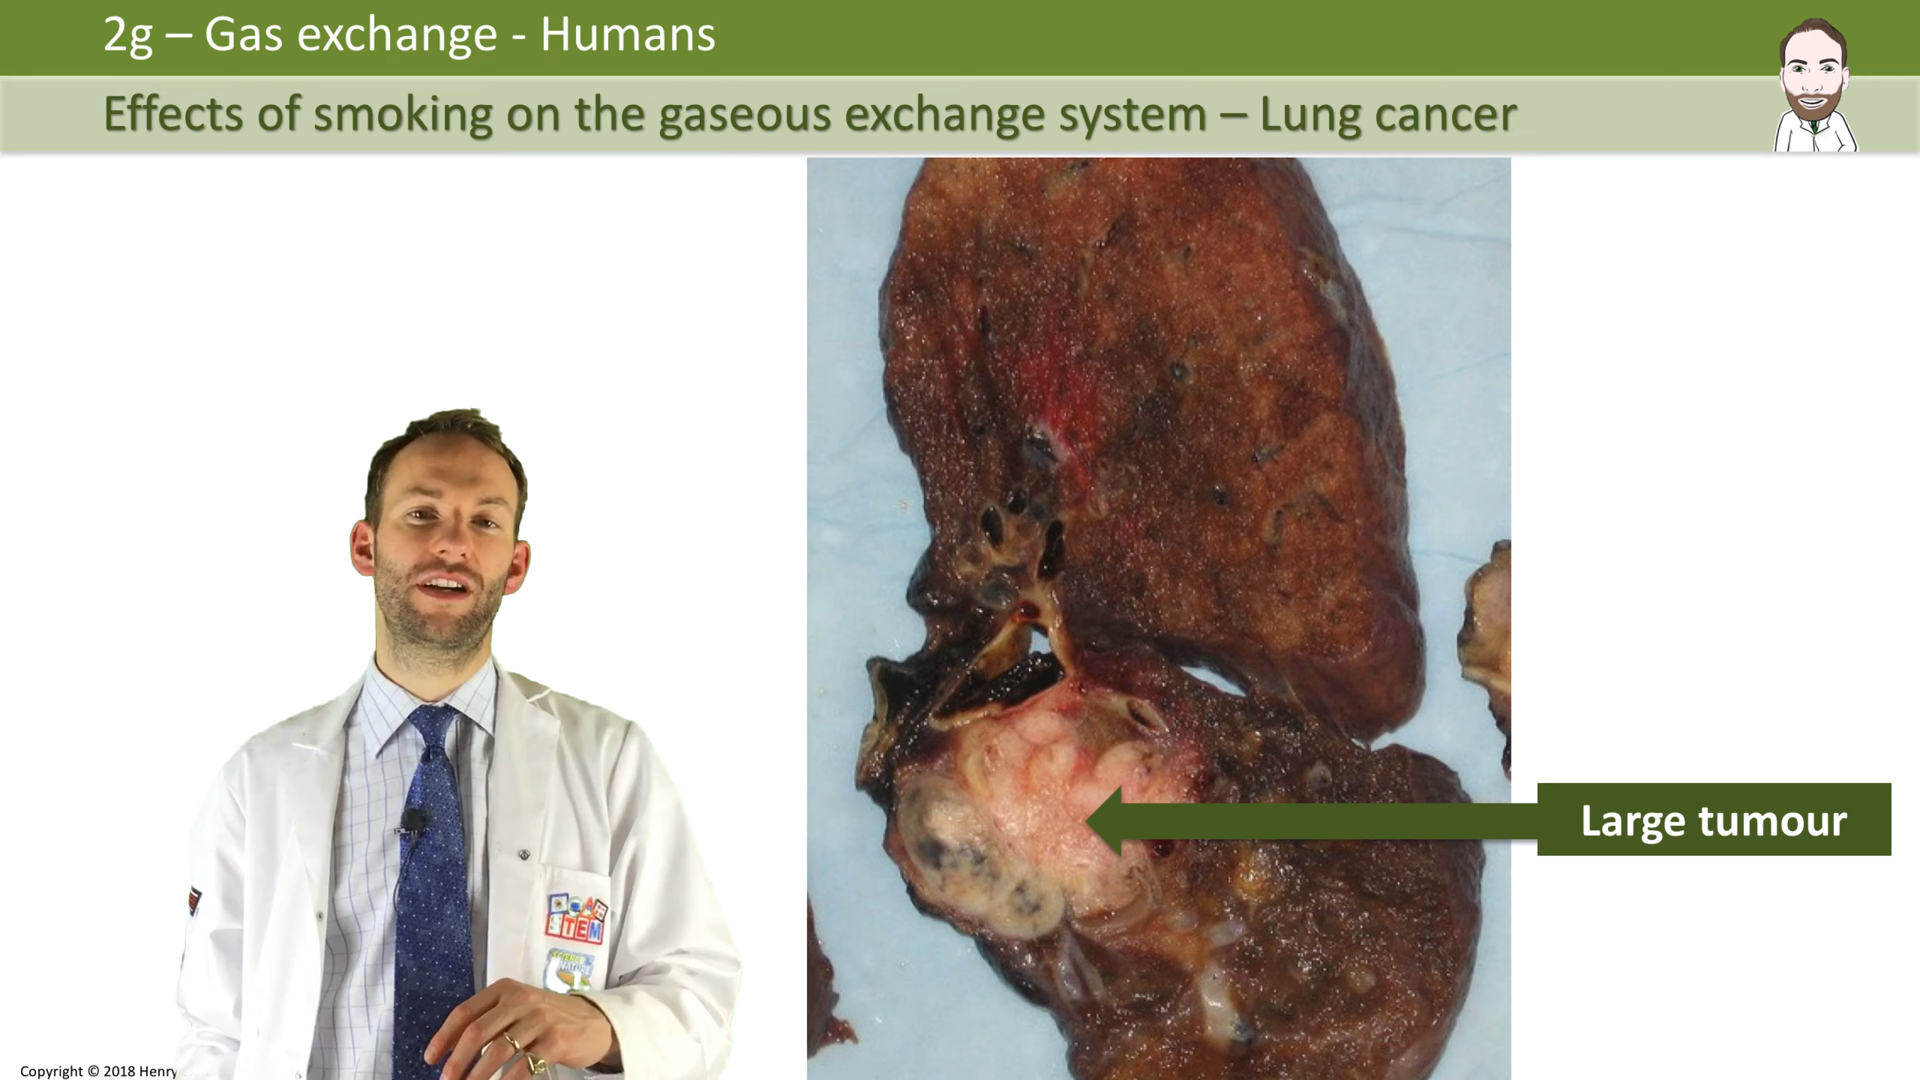 2g – Gas exchange - Humans
Effects of smoking on the gaseous exchange system – Lung cancer
Large tumour
STEM
Copyright © 2018 Henry